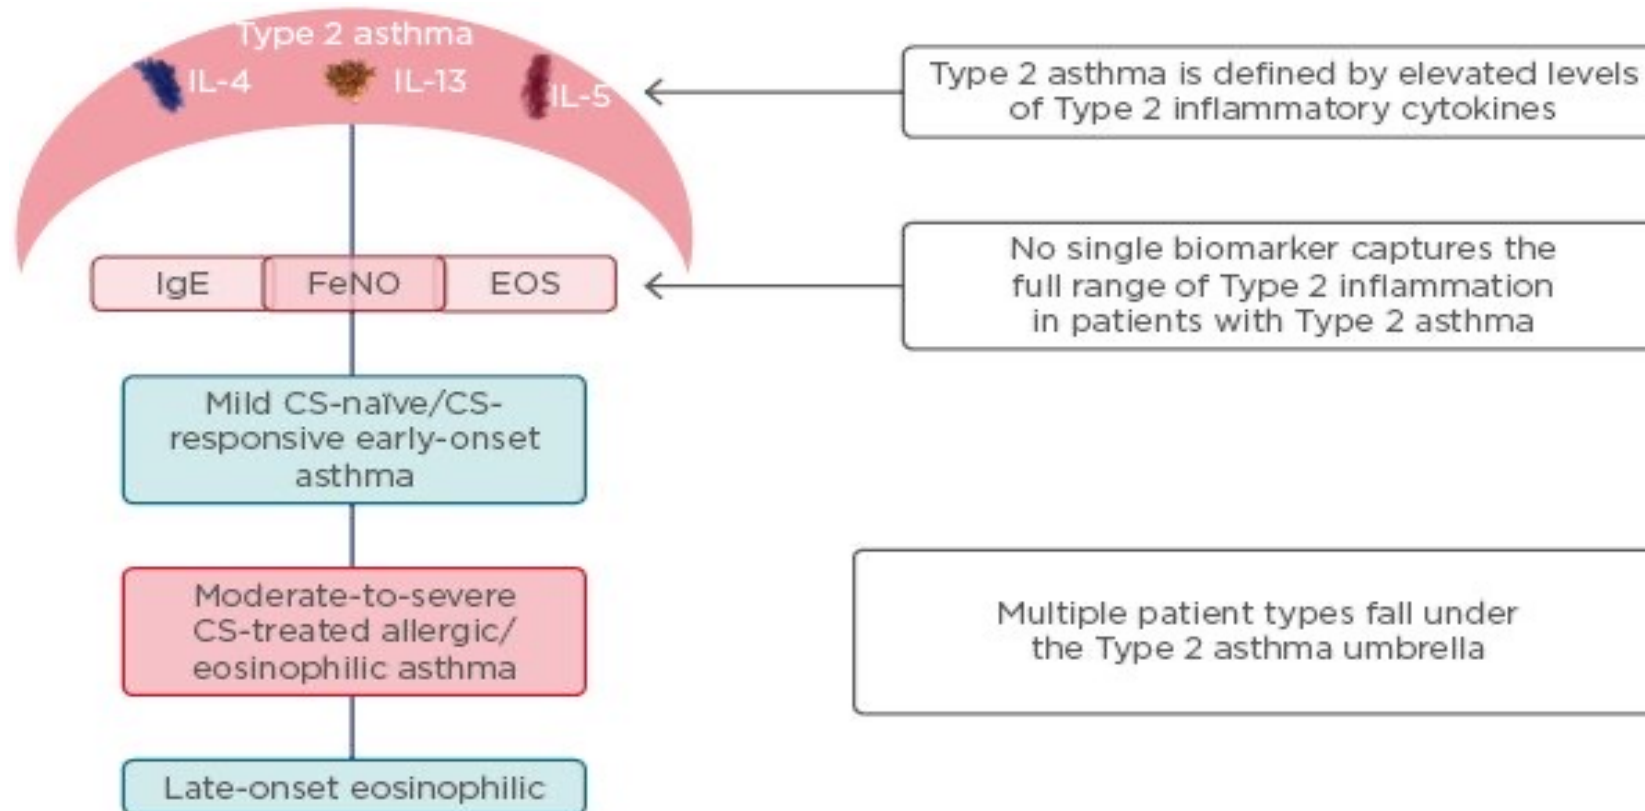 Type 2 asthma
IL-4
IL-13
IL-5
Type 2 asthma is defined by elevated levels
of Type 2 inflammatory cytokines
IgE
FeNO
EOS
No single biomarker captures the
full range of Type 2 inflammation
in patients with Type 2 asthma
Mild CS-naïve/CS-
responsive early-onset
asthma
Moderate-to-severe
CS-treated allergic/
eosinophilic asthma
Multiple patient types fall under
the Type 2 asthma umbrella
Late-onset eosinophilic